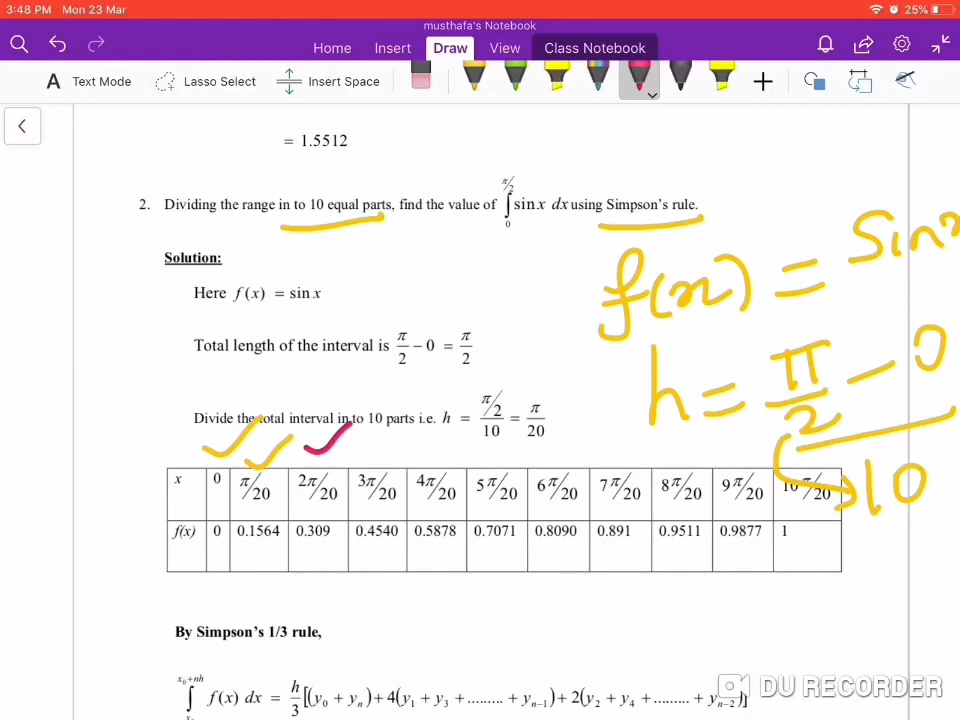 3:48 PM Mon 23 Mar 25%
musthafa's Notebook
Home Insert Draw View Class Notebook
A Text Mode Lasso Select Insert Space
= 1.5512
2. Dividing the range in to 10 equal parts, find the value of ∫₀^(π/2) sin x dx using Simpson's rule.
Solution:
Here f(x) = sin x
f(x) = sinx
Total length of the interval is π/2 − 0 = π/2
h = (π/2 − 0)/10
Divide the total interval in to 10 parts i.e. h = (π/2)/10 = π/20
x 0 π/20 2π/20 3π/20 4π/20 5π/20 6π/20 7π/20 8π/20 9π/20 10π/20
f(x) 0 0.1564 0.309 0.4540 0.5878 0.7071 0.8090 0.891 0.9511 0.9877 1
By Simpson's 1/3 rule,
∫ₓ₀^(x₀+nh) f(x) dx = h/3 [(y₀ + yₙ) + 4(y₁ + y₃ + ......... + yₙ₋₁) + 2(y₂ + y₄ + ......... + yₙ₋₂)]
DU RECORDER